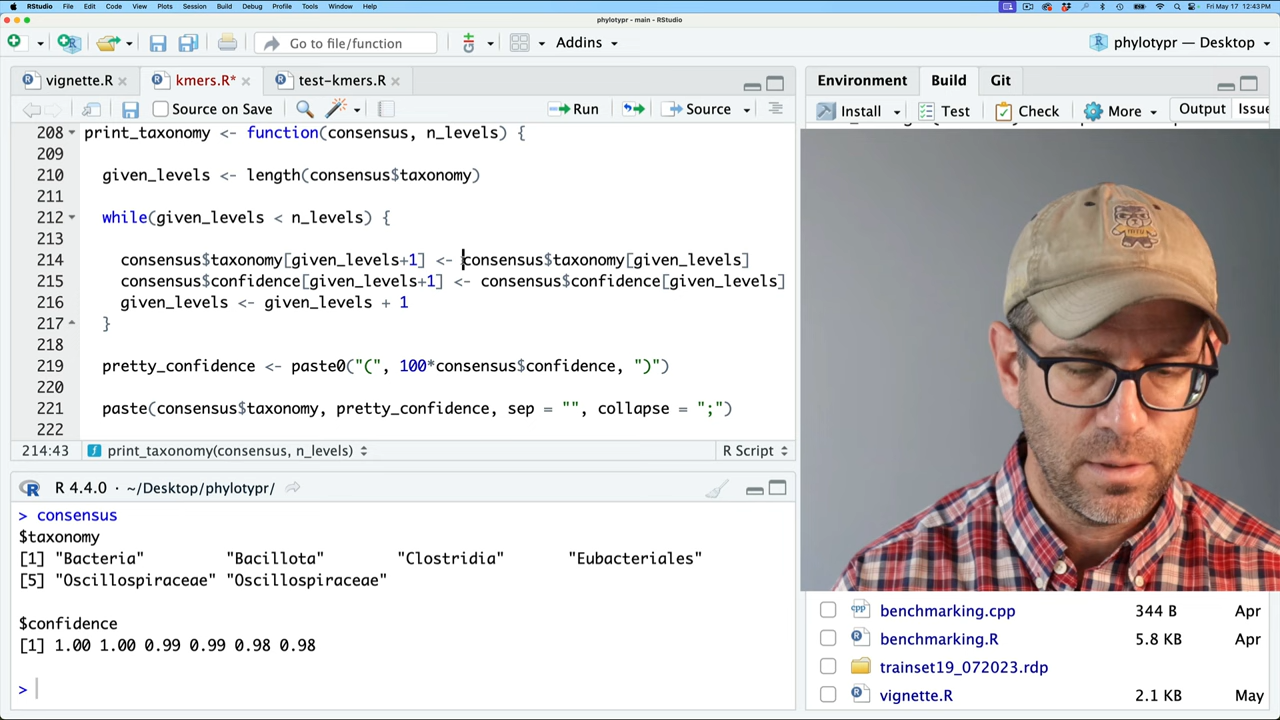 RStudio File Edit Code View Plots Session Build Debug Profile Tools Window Help Fri May 17 12:43 PM
phylotypr - main - RStudio
Go to file/function Addins phylotypr — Desktop
vignette.R kmers.R* test-kmers.R Environment Build Git
Source on Save Run Source Install Test Check More Output Issue
208 print_taxonomy <- function(consensus, n_levels) {
209
210 given_levels <- length(consensus$taxonomy)
211
212 while(given_levels < n_levels) {
213
214 consensus$taxonomy[given_levels+1] <- consensus$taxonomy[given_levels]
215 consensus$confidence[given_levels+1] <- consensus$confidence[given_levels]
216 given_levels <- given_levels + 1
217 }
218
219 pretty_confidence <- paste0("(", 100*consensus$confidence, ")")
220
221 paste(consensus$taxonomy, pretty_confidence, sep = "", collapse = ";")
222
214:43 print_taxonomy(consensus, n_levels) R Script
R 4.4.0 · ~/Desktop/phylotypr/
> consensus
$taxonomy
[1] "Bacteria" "Bacillota" "Clostridia" "Eubacteriales"
[5] "Oscillospiraceae" "Oscillospiraceae"
$confidence
[1] 1.00 1.00 0.99 0.99 0.98 0.98
>
benchmarking.cpp 344 B Apr
benchmarking.R 5.8 KB Apr
trainset19_072023.rdp
vignette.R 2.1 KB May